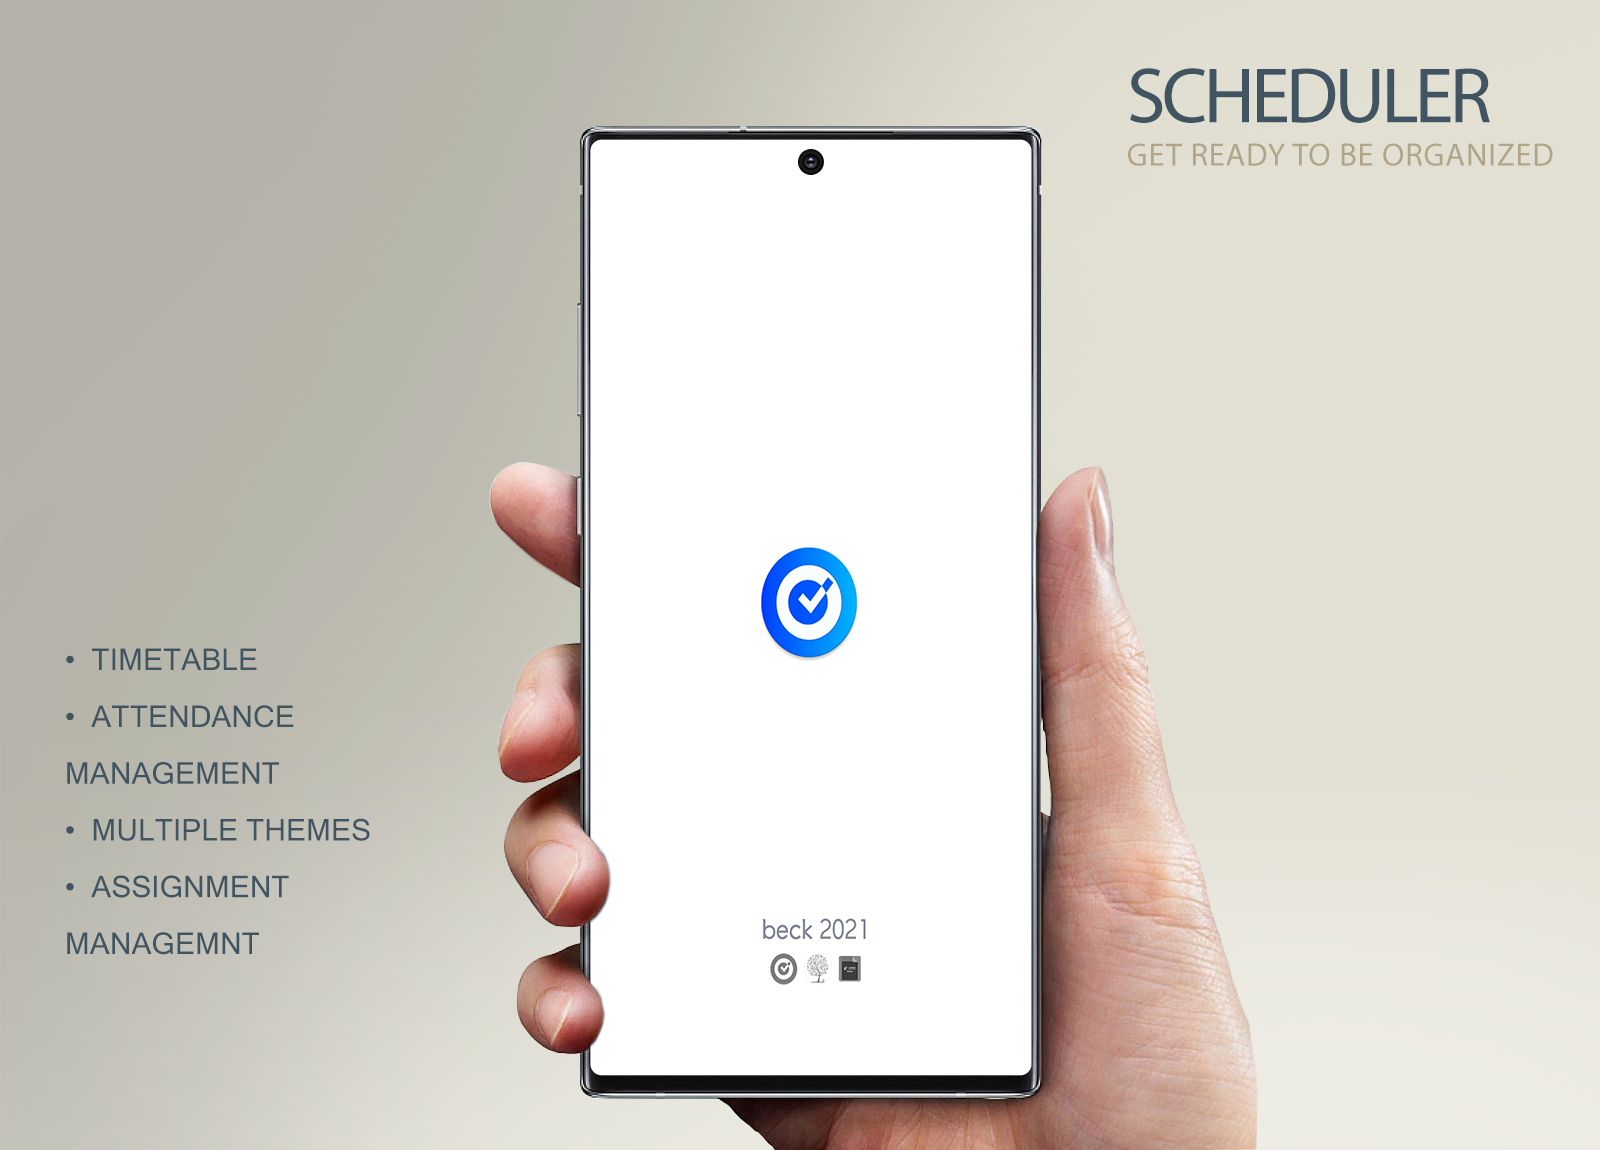 SCHEDULER
GET READY TO BE ORGANIZED
• TIMETABLE
• ATTENDANCE
MANAGEMENT
• MULTIPLE THEMES
• ASSIGNMENT
MANAGEMNT
beck 2021